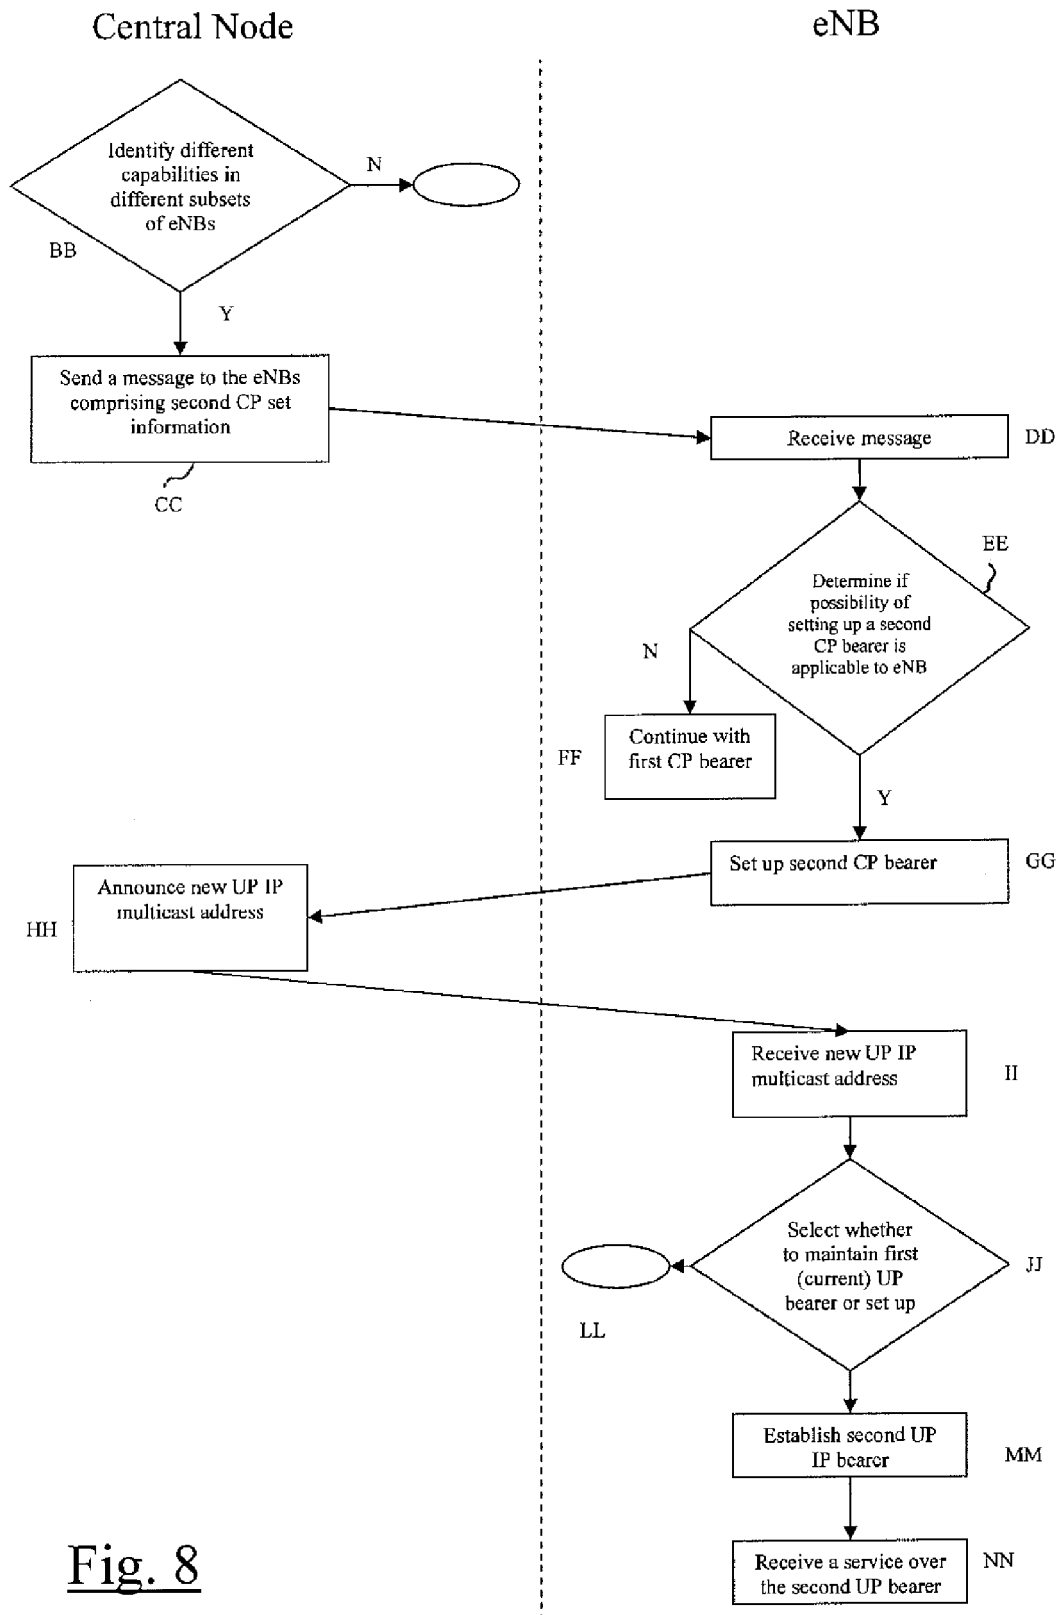 Central Node
eNB
Identify different
capabilities in
different subsets
of eNBs
N
BB
Y
Send a message to the eNBs
comprising second CP set
information
CC
Receive message
DD
EE
Determine if
possibility of
setting up a second
CP bearer is
applicable to eNB
N
Continue with
first CP bearer
FF
Y
Set up second CP bearer
GG
Announce new UP IP
multicast address
HH
Receive new UP IP
multicast address
II
Select whether
to maintain first
(current) UP
bearer or set up
JJ
LL
Establish second UP
IP bearer
MM
Receive a service over
the second UP bearer
NN
Fig. 8